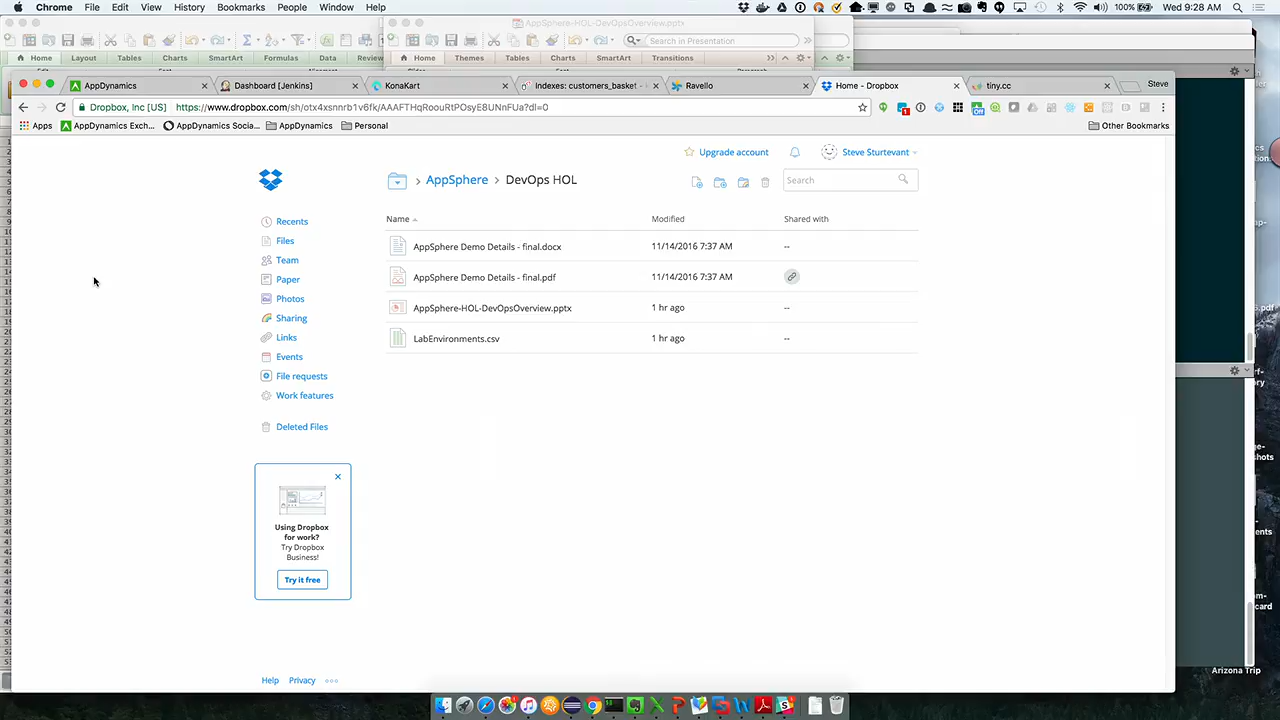 Chrome File Edit View History Bookmarks People Window Help 100% Wed 9:28 AM
AppSphere-HOL-DevOpsOverview.pptx
Search in Presentation
Home Layout Tables Charts SmartArt Formulas Data Review Home Themes Tables Charts SmartArt Transitions
AppDynamics Dashboard [Jenkins] KonaKart Indexes: customers_basket - Ravello Home - Dropbox tiny.cc Steve
Dropbox, Inc [US] https://www.dropbox.com/sh/otx4xsnnrb1v6fk/AAAFTHqRoouRtPOsyE8UNnFUa?dl=0
Apps AppDynamics Exch... AppDynamics Socia... AppDynamics Personal Other Bookmarks
Upgrade account Steve Sturtevant
AppSphere DevOps HOL Search
Name Modified Shared with
AppSphere Demo Details - final.docx 11/14/2016 7:37 AM --
AppSphere Demo Details - final.pdf 11/14/2016 7:37 AM
AppSphere-HOL-DevOpsOverview.pptx 1 hr ago --
LabEnvironments.csv 1 hr ago --
Recents
Files
Team
Paper
Photos
Sharing
Links
Events
File requests
Work features
Deleted Files
Using Dropbox
for work?
Try Dropbox
Business!
Try it free
Help Privacy
Arizona Trip